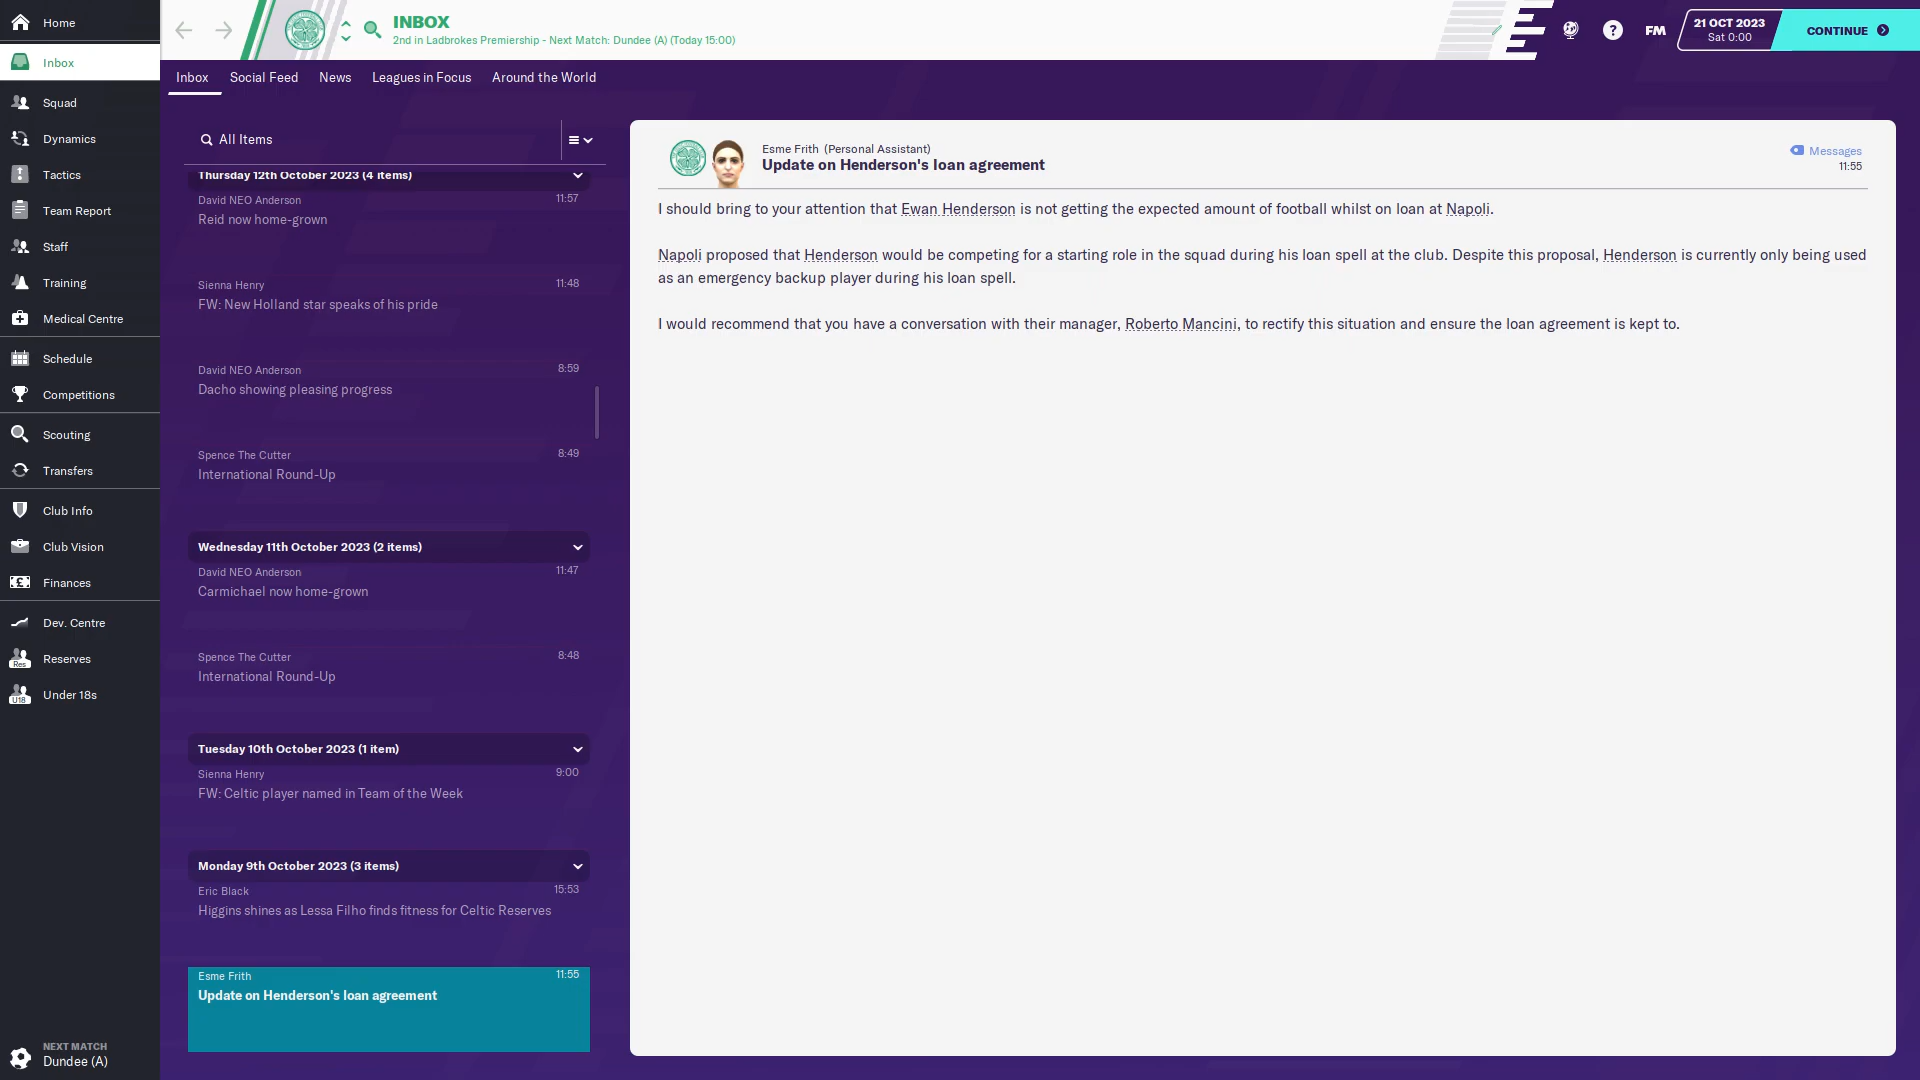 Home
Inbox
Squad
Dynamics
Tactics
Team Report
Staff
Training
Medical Centre
Schedule
Competitions
Scouting
Transfers
Club Info
Club Vision
Finances
Dev. Centre
Res
Reserves
U18
Under 18s
NEXT MATCH
Dundee (A)
INBOX
2nd in Ladbrokes Premiership - Next Match: Dundee (A) (Today 15:00)
?
FM
21 OCT 2023
Sat 0:00
CONTINUE
Inbox Social Feed News Leagues in Focus Around the World
All Items
Thursday 12th October 2023 (4 items)
David NEO Anderson 11:57
Reid now home-grown
Sienna Henry 11:48
FW: New Holland star speaks of his pride
David NEO Anderson 8:59
Dacho showing pleasing progress
Spence The Cutter 8:49
International Round-Up
Wednesday 11th October 2023 (2 items)
David NEO Anderson 11:47
Carmichael now home-grown
Spence The Cutter 8:48
International Round-Up
Tuesday 10th October 2023 (1 item)
Sienna Henry 9:00
FW: Celtic player named in Team of the Week
Monday 9th October 2023 (3 items)
Eric Black 15:53
Higgins shines as Lessa Filho finds fitness for Celtic Reserves
Esme Frith 11:55
Update on Henderson's loan agreement
Esme Frith (Personal Assistant)
Update on Henderson's loan agreement
Messages
11:55
I should bring to your attention that Ewan Henderson is not getting the expected amount of football whilst on loan at Napoli.
Napoli proposed that Henderson would be competing for a starting role in the squad during his loan spell at the club. Despite this proposal, Henderson is currently only being used
as an emergency backup player during his loan spell.
I would recommend that you have a conversation with their manager, Roberto Mancini, to rectify this situation and ensure the loan agreement is kept to.